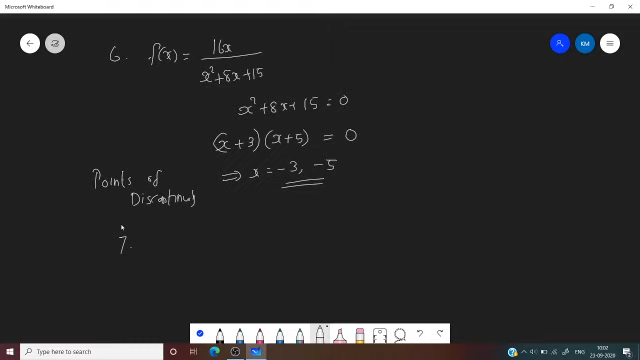 Microsoft Whiteboard
KM
6. f(x) = 16x / x²+8x+15
x²+8x+15 = 0
(x+3)(x+5) = 0
Points of
Discontinuity
⟹ x = -3, -5
7.
Type here to search
ENG
10:02
23-09-2020